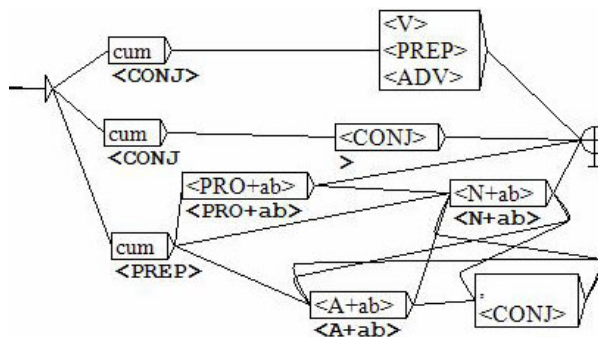 <V>
cum <PREP>
<CONJ> <ADV>
cum <CONJ>
<CONJ >
<PRO+ab>
<PRO+ab> <N+ab>
<N+ab>
cum
<PREP>
,
<A+ab> <CONJ>
<A+ab>